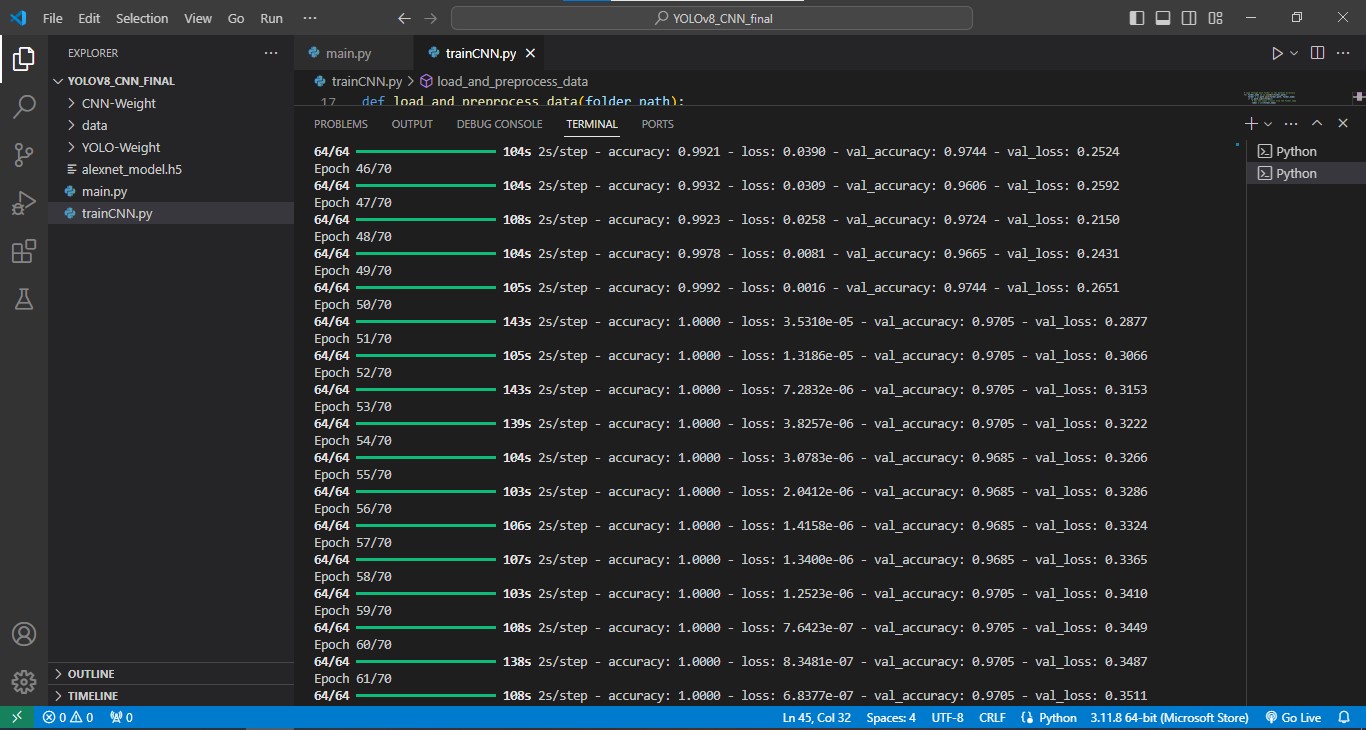 File Edit Selection View Go Run ··· YOLOv8_CNN_final
EXPLORER
YOLOV8_CNN_FINAL
CNN-Weight
data
YOLO-Weight
alexnet_model.h5
main.py
trainCNN.py
OUTLINE
TIMELINE
main.py trainCNN.py
trainCNN.py > load_and_preprocess_data
17 def load_and_preprocess_data(folder_path):
PROBLEMS OUTPUT DEBUG CONSOLE TERMINAL PORTS
64/64 104s 2s/step - accuracy: 0.9921 - loss: 0.0390 - val_accuracy: 0.9744 - val_loss: 0.2524
Epoch 46/70
64/64 104s 2s/step - accuracy: 0.9932 - loss: 0.0309 - val_accuracy: 0.9606 - val_loss: 0.2592
Epoch 47/70
64/64 108s 2s/step - accuracy: 0.9923 - loss: 0.0258 - val_accuracy: 0.9724 - val_loss: 0.2150
Epoch 48/70
64/64 104s 2s/step - accuracy: 0.9978 - loss: 0.0081 - val_accuracy: 0.9665 - val_loss: 0.2431
Epoch 49/70
64/64 105s 2s/step - accuracy: 0.9992 - loss: 0.0016 - val_accuracy: 0.9744 - val_loss: 0.2651
Epoch 50/70
64/64 143s 2s/step - accuracy: 1.0000 - loss: 3.5310e-05 - val_accuracy: 0.9705 - val_loss: 0.2877
Epoch 51/70
64/64 105s 2s/step - accuracy: 1.0000 - loss: 1.3186e-05 - val_accuracy: 0.9705 - val_loss: 0.3066
Epoch 52/70
64/64 143s 2s/step - accuracy: 1.0000 - loss: 7.2832e-06 - val_accuracy: 0.9705 - val_loss: 0.3153
Epoch 53/70
64/64 139s 2s/step - accuracy: 1.0000 - loss: 3.8257e-06 - val_accuracy: 0.9705 - val_loss: 0.3222
Epoch 54/70
64/64 104s 2s/step - accuracy: 1.0000 - loss: 3.0783e-06 - val_accuracy: 0.9685 - val_loss: 0.3266
Epoch 55/70
64/64 103s 2s/step - accuracy: 1.0000 - loss: 2.0412e-06 - val_accuracy: 0.9685 - val_loss: 0.3286
Epoch 56/70
64/64 106s 2s/step - accuracy: 1.0000 - loss: 1.4158e-06 - val_accuracy: 0.9685 - val_loss: 0.3324
Epoch 57/70
64/64 107s 2s/step - accuracy: 1.0000 - loss: 1.3400e-06 - val_accuracy: 0.9685 - val_loss: 0.3365
Epoch 58/70
64/64 103s 2s/step - accuracy: 1.0000 - loss: 1.2523e-06 - val_accuracy: 0.9705 - val_loss: 0.3410
Epoch 59/70
64/64 108s 2s/step - accuracy: 1.0000 - loss: 7.6423e-07 - val_accuracy: 0.9705 - val_loss: 0.3449
Epoch 60/70
64/64 138s 2s/step - accuracy: 1.0000 - loss: 8.3481e-07 - val_accuracy: 0.9705 - val_loss: 0.3487
Epoch 61/70
64/64 108s 2s/step - accuracy: 1.0000 - loss: 6.8377e-07 - val_accuracy: 0.9705 - val_loss: 0.3511
Python
Python
0 0 0 Ln 45, Col 32 Spaces: 4 UTF-8 CRLF Python 3.11.8 64-bit (Microsoft Store) Go Live